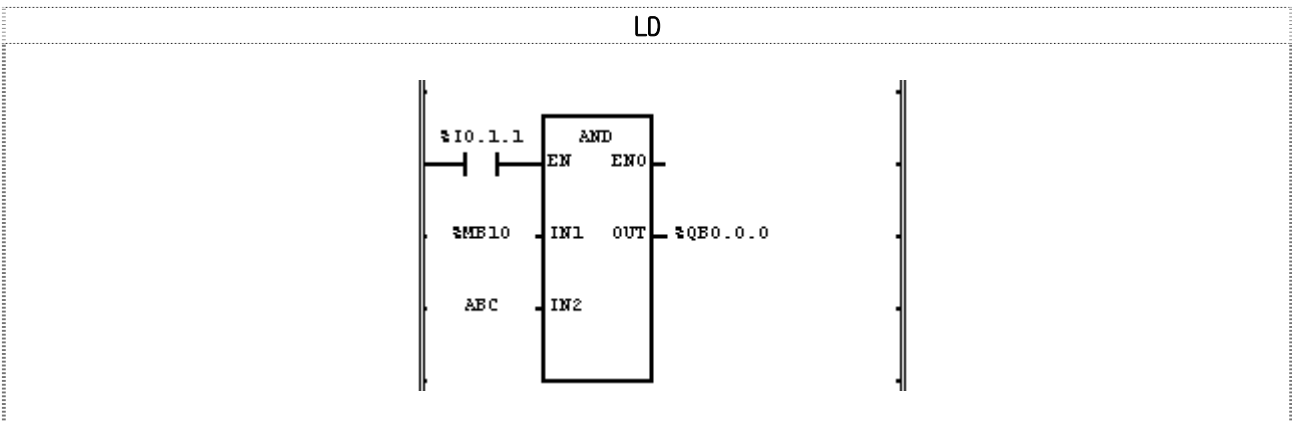 LD
%I0.1.1 AND
EN ENO
%MB10 IN1 OUT %QB0.0.0
ABC IN2